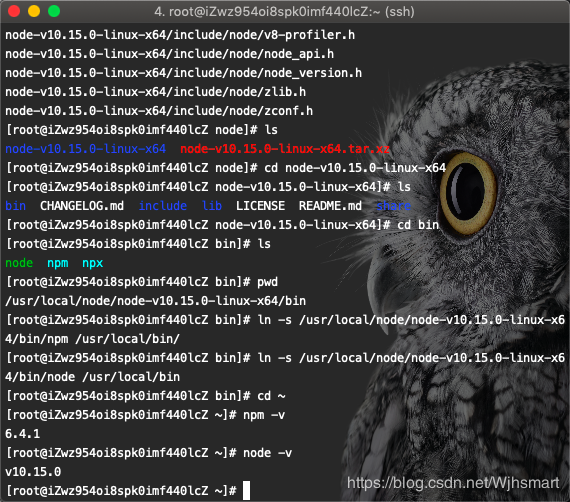 4. root@iZwz954oi8spk0imf440lcZ:~ (ssh)
node-v10.15.0-linux-x64/include/node/v8-profiler.h
node-v10.15.0-linux-x64/include/node/node_api.h
node-v10.15.0-linux-x64/include/node/node_version.h
node-v10.15.0-linux-x64/include/node/zlib.h
node-v10.15.0-linux-x64/include/node/zconf.h
[root@iZwz954oi8spk0imf440lcZ node]# ls
node-v10.15.0-linux-x64  node-v10.15.0-linux-x64.tar.xz
[root@iZwz954oi8spk0imf440lcZ node]# cd node-v10.15.0-linux-x64
[root@iZwz954oi8spk0imf440lcZ node-v10.15.0-linux-x64]# ls
bin  CHANGELOG.md  include  lib  LICENSE  README.md  share
[root@iZwz954oi8spk0imf440lcZ node-v10.15.0-linux-x64]# cd bin
[root@iZwz954oi8spk0imf440lcZ bin]# ls
node  npm  npx
[root@iZwz954oi8spk0imf440lcZ bin]# pwd
/usr/local/node/node-v10.15.0-linux-x64/bin
[root@iZwz954oi8spk0imf440lcZ bin]# ln -s /usr/local/node/node-v10.15.0-linux-x6
4/bin/npm /usr/local/bin/
[root@iZwz954oi8spk0imf440lcZ bin]# ln -s /usr/local/node/node-v10.15.0-linux-x6
4/bin/node /usr/local/bin
[root@iZwz954oi8spk0imf440lcZ bin]# cd ~
[root@iZwz954oi8spk0imf440lcZ ~]# npm -v
6.4.1
[root@iZwz954oi8spk0imf440lcZ ~]# node -v
v10.15.0
[root@iZwz954oi8spk0imf440lcZ ~]#
https://blog.csdn.net/Wjhsmart